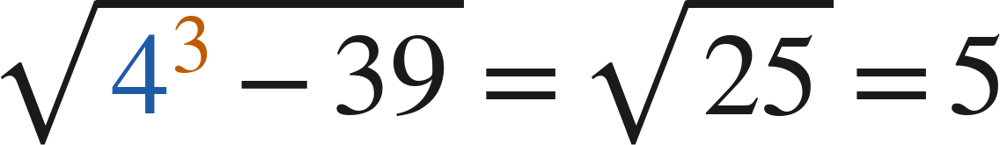 √(4³ − 39) = √25 = 5